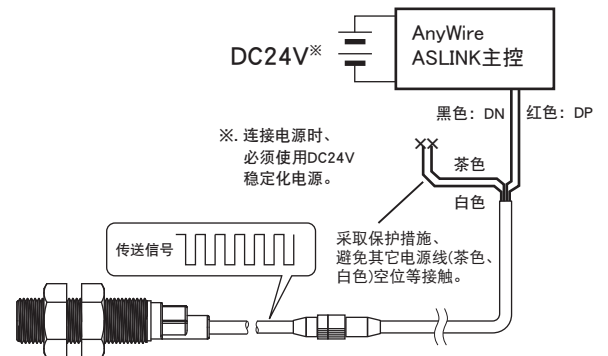 AnyWire
ASLINK主控
DC24V※
黑色：DN
红色：DP
※. 连接电源时、
必须使用DC24V
稳定化电源。
茶色
白色
采取保护措施、
避免其它电源线(茶色、
白色)空位等接触。
传送信号